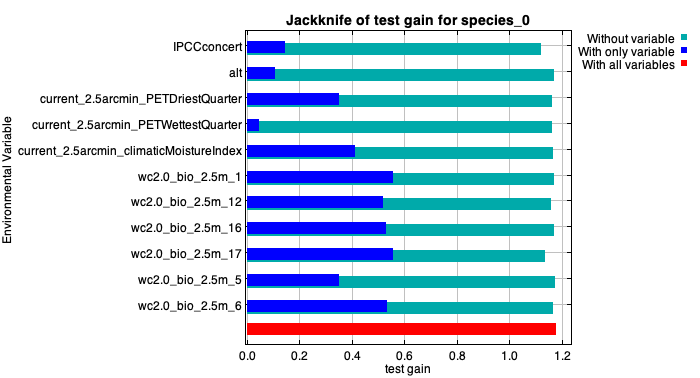 Jackknife of test gain for species_0
Without variable
With only variable
With all variables
Environmental Variable
IPCCconcert
alt
current_2.5arcmin_PETDriestQuarter
current_2.5arcmin_PETWettestQuarter
current_2.5arcmin_climaticMoistureIndex
wc2.0_bio_2.5m_1
wc2.0_bio_2.5m_12
wc2.0_bio_2.5m_16
wc2.0_bio_2.5m_17
wc2.0_bio_2.5m_5
wc2.0_bio_2.5m_6
0.0 0.2 0.4 0.6 0.8 1.0 1.2
test gain